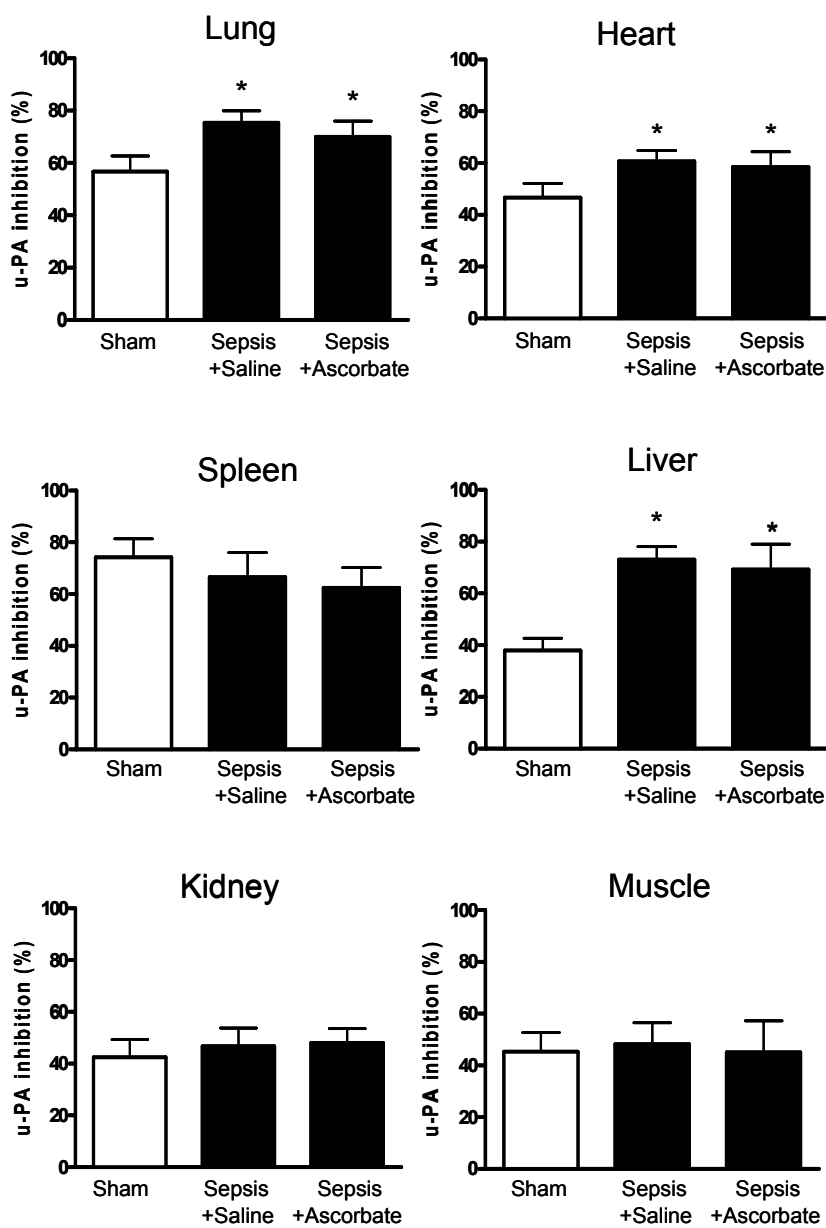 Lung
u-PA inhibition (%)
100
80
60
40
20
0
*
*
Sham
Sepsis
+Saline
Sepsis
+Ascorbate
Heart
u-PA inhibition (%)
100
80
60
40
20
0
*
*
Sham
Sepsis
+Saline
Sepsis
+Ascorbate
Spleen
u-PA inhibition (%)
100
80
60
40
20
0
Sham
Sepsis
+Saline
Sepsis
+Ascorbate
Liver
u-PA inhibition (%)
100
80
60
40
20
0
*
*
Sham
Sepsis
+Saline
Sepsis
+Ascorbate
Kidney
u-PA inhibition (%)
100
80
60
40
20
0
Sham
Sepsis
+Saline
Sepsis
+Ascorbate
Muscle
u-PA inhibition (%)
100
80
60
40
20
0
Sham
Sepsis
+Saline
Sepsis
+Ascorbate